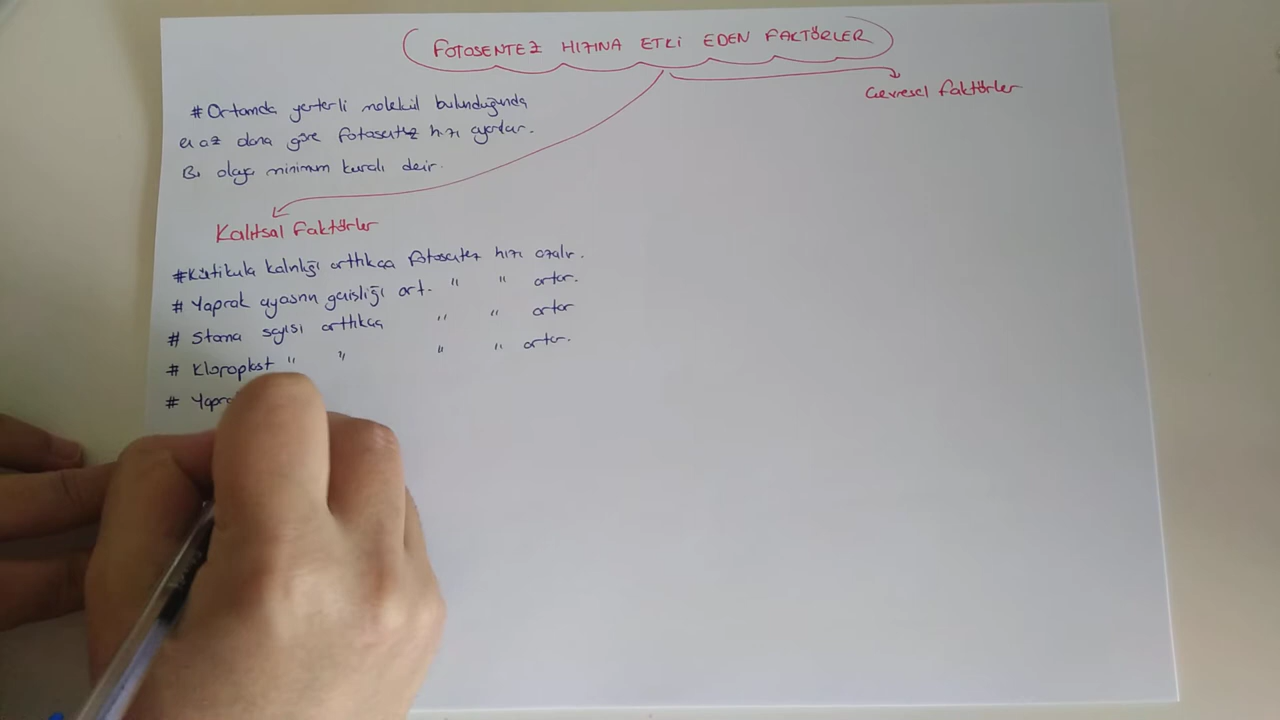 FOTOSENTEZ HIZINA ETKİ EDEN FAKTÖRLER
Çevresel Faktörler
# Ortamda yeterli molekül bulunduğunda
en az olana göre fotosentez hızı ayarlar.
Bu olaya minimum kuralı denir.
Kalıtsal Faktörler
# Kütikula kalınlığı arttıkça fotosentez hızı azalır.
# Yaprak ayasının genişliği art. " " artar.
# Stoma sayısı arttıkça " " artar
# Kloroplast " " " " artar.
# Yapra